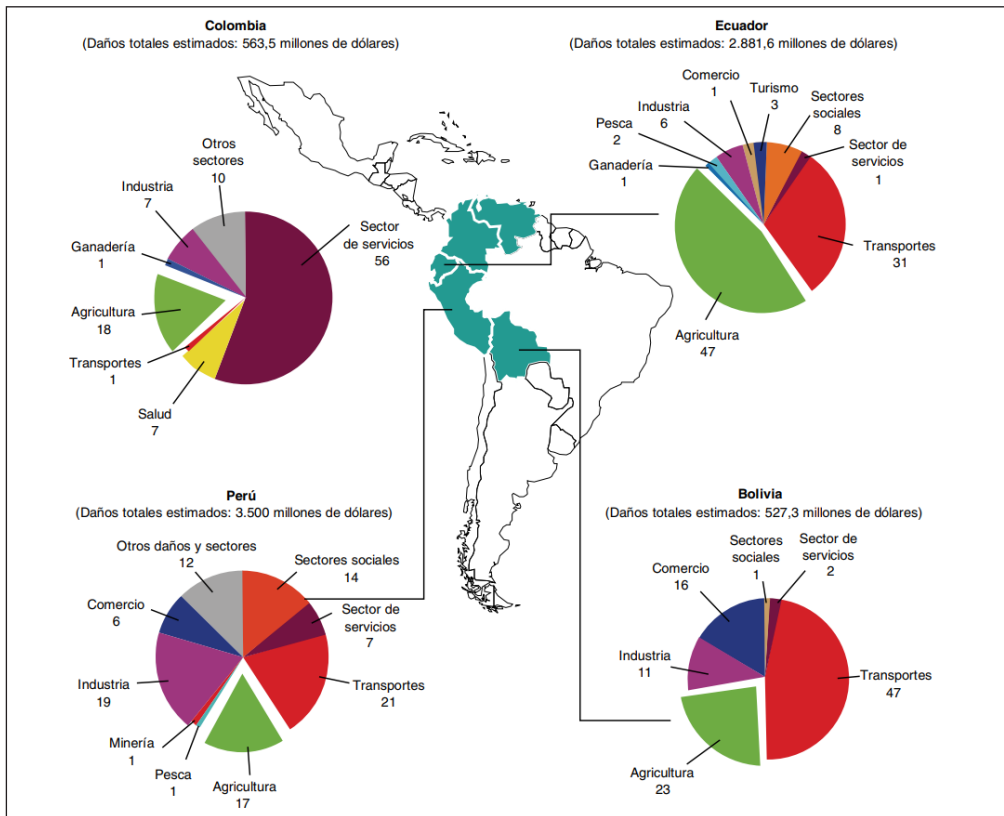 Colombia
(Daños totales estimados: 563,5 millones de dólares)
Otros
sectores
10
Industria
7
Ganadería
1
Agricultura
18
Transportes
1
Salud
7
Sector
de servicios
56
Ecuador
(Daños totales estimados: 2.881,6 millones de dólares)
Comercio
1
Turismo
3
Sectores
sociales
8
Industria
6
Pesca
2
Ganadería
1
Sector de
servicios
1
Transportes
31
Agricultura
47
Perú
(Daños totales estimados: 3.500 millones de dólares)
Otros daños y sectores
12
Sectores sociales
14
Comercio
6
Sector de
servicios
7
Industria
19
Transportes
21
Minería
1
Pesca
1
Agricultura
17
Bolivia
(Daños totales estimados: 527,3 millones de dólares)
Sectores
sociales
1
Sector de
servicios
2
Comercio
16
Industria
11
Transportes
47
Agricultura
23